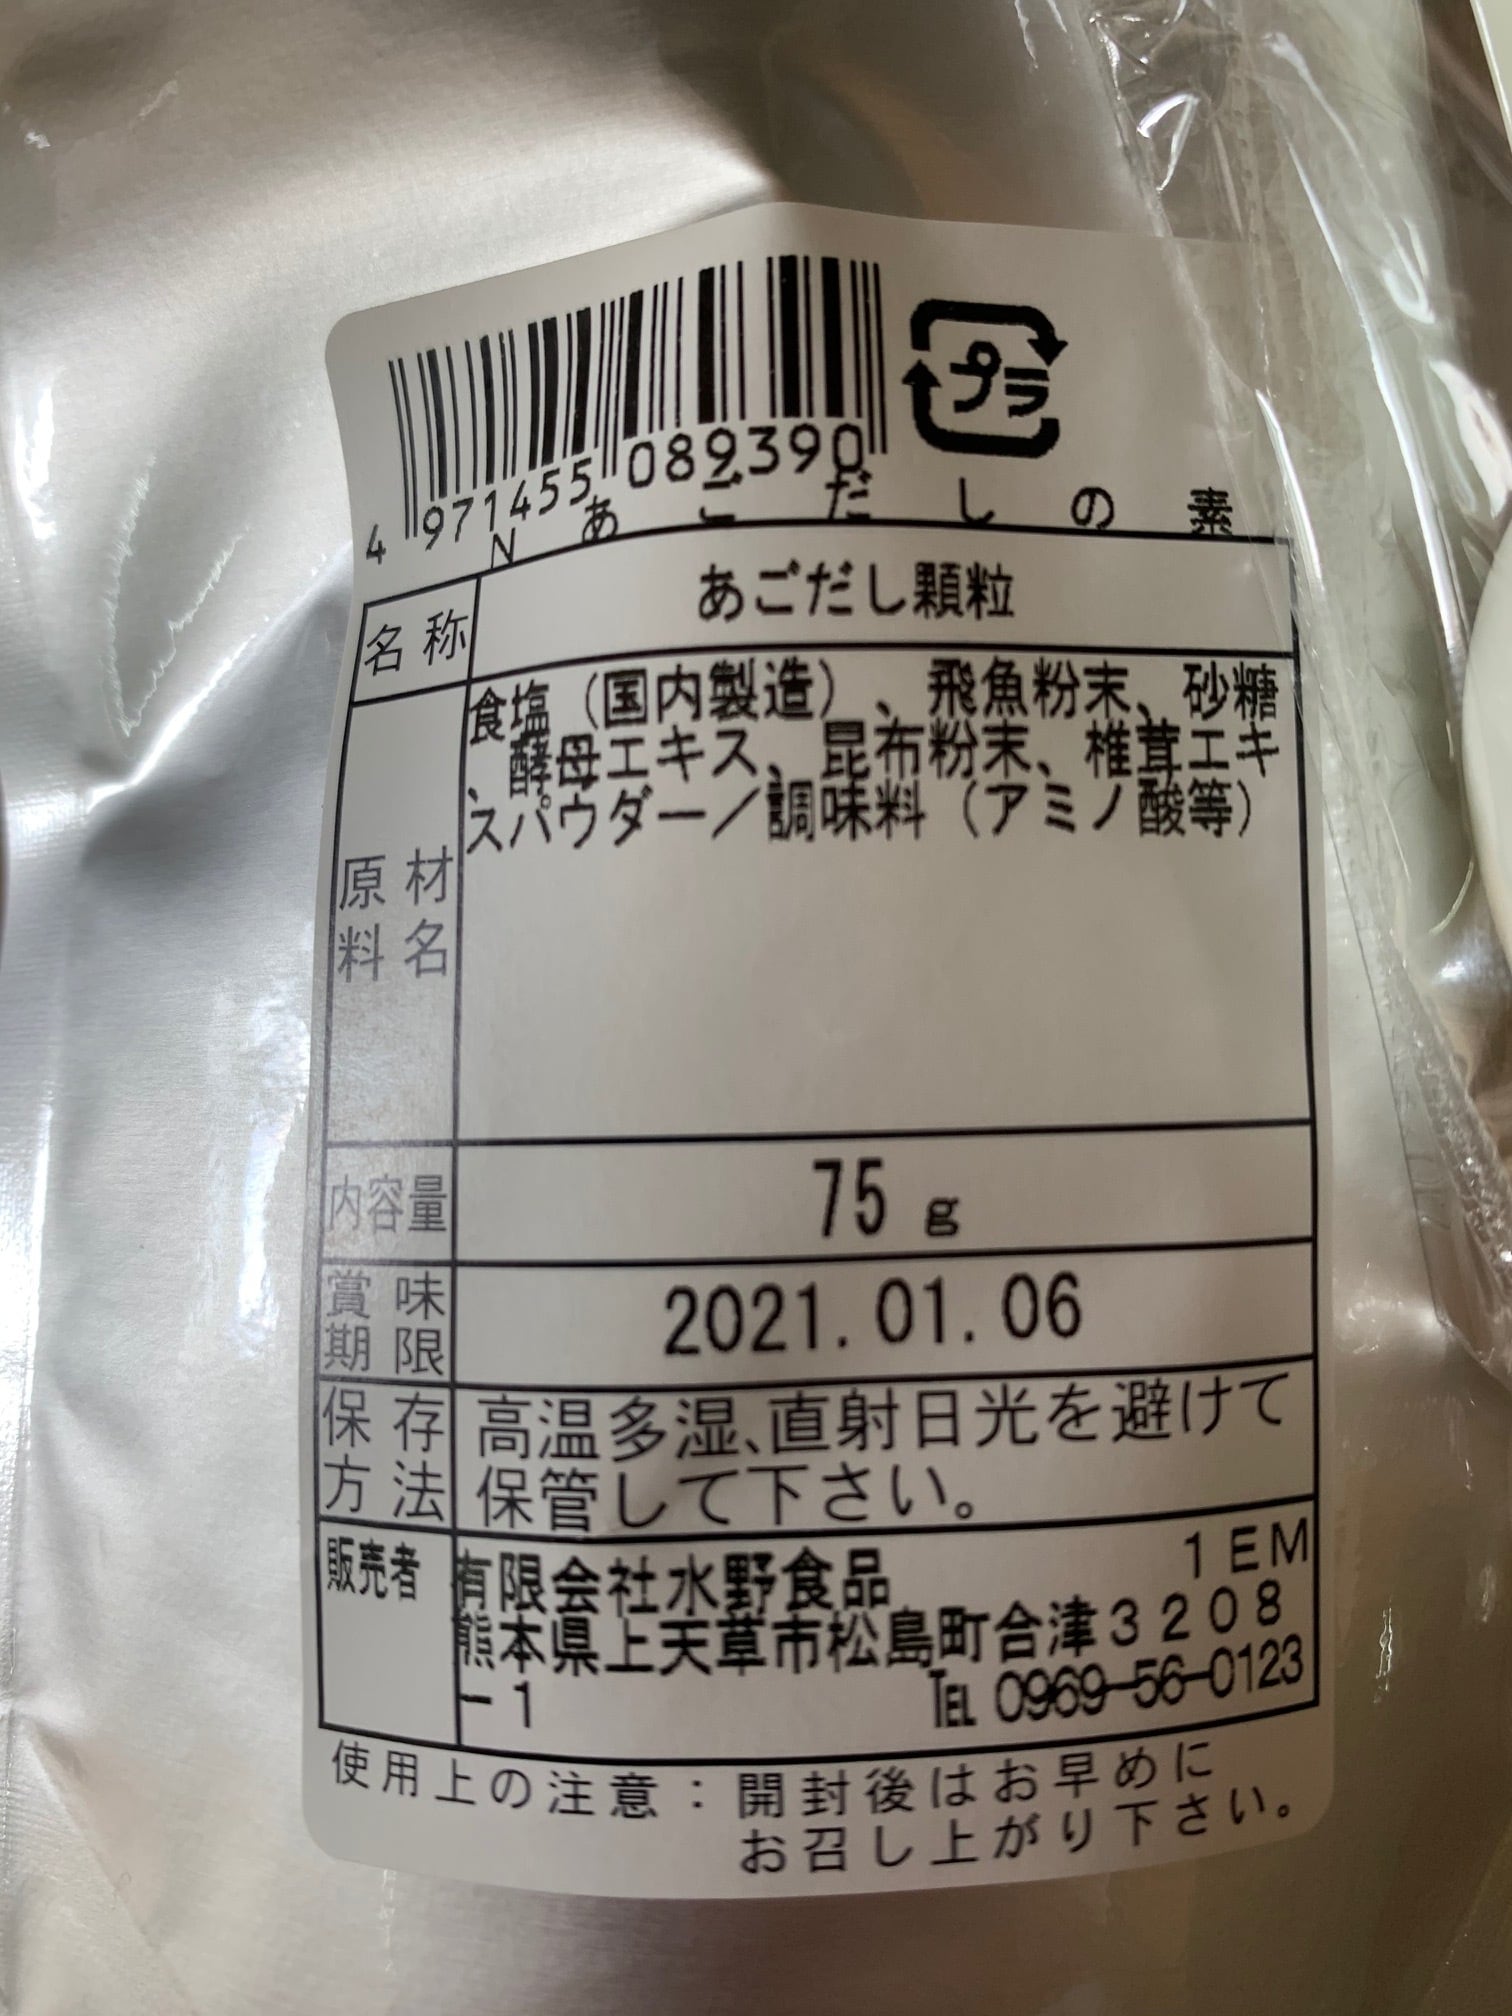 プラ
4 971455 089390
Nあごだしの素
名称 あごだし顆粒
原材料名 食塩（国内製造）、飛魚粉末、砂糖
、酵母エキス、昆布粉末、椎茸エキ
スパウダー／調味料（アミノ酸等）
内容量 75g
賞味期限 2021.01.06
保存方法 高温多湿、直射日光を避けて
保管して下さい。
販売者 有限会社水野食品 1EM
熊本県上天草市松島町合津3208
-1 TEL 0969-56-0123
使用上の注意：開封後はお早めに
お召し上がり下さい。